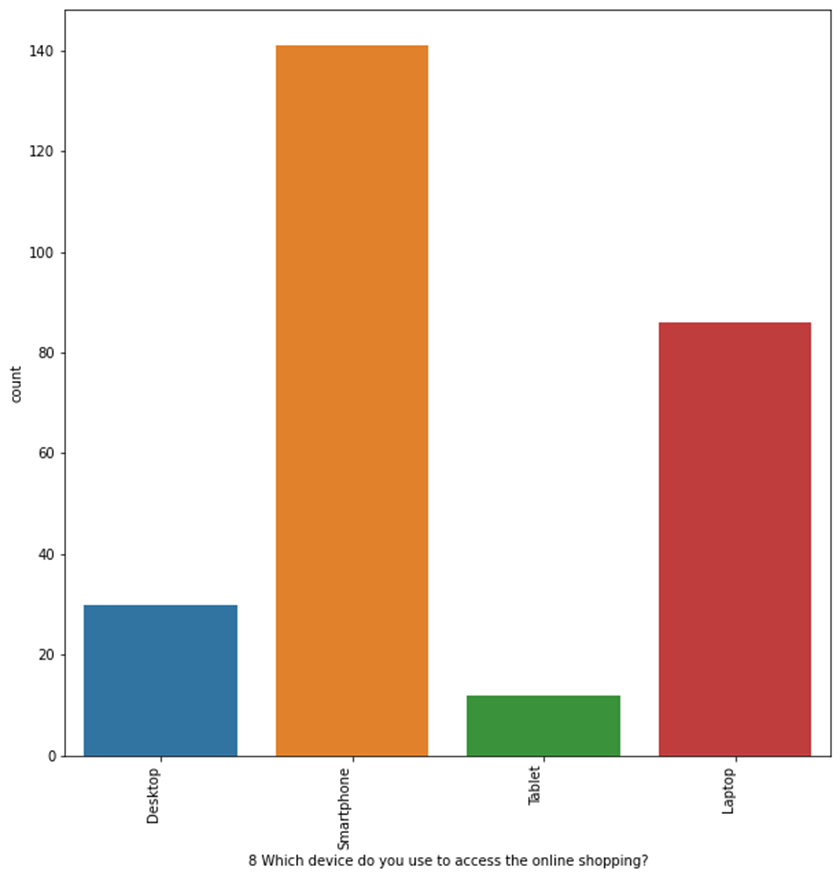 140
120
100
80
60
40
20
0
count
Desktop
Smartphone
Tablet
Laptop
8 Which device do you use to access the online shopping?